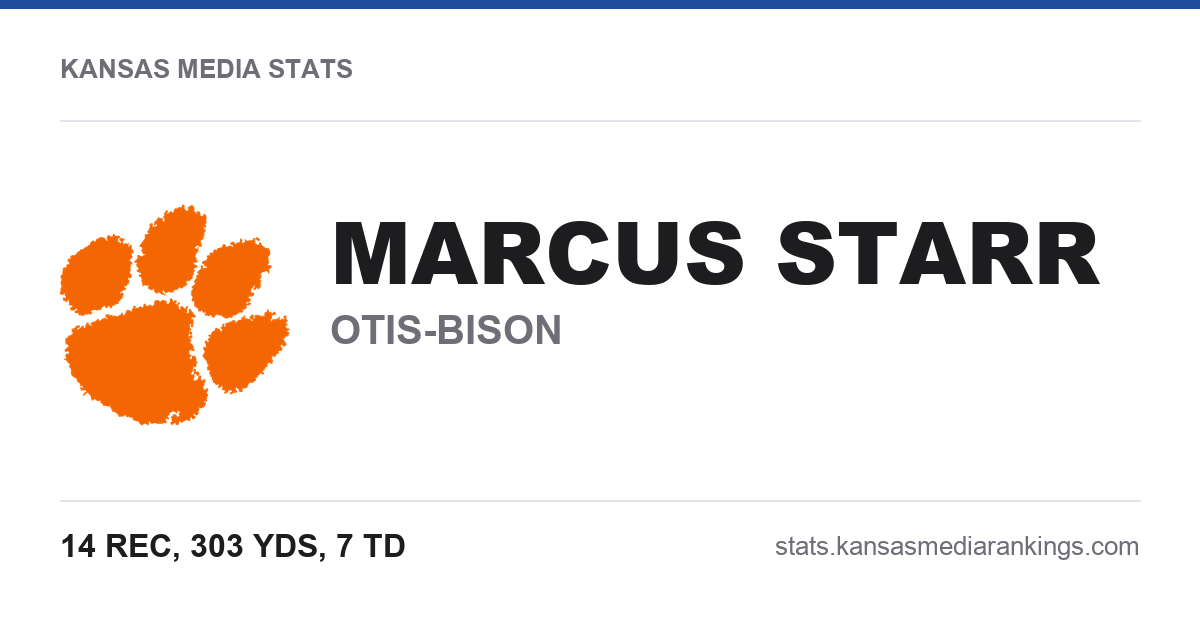 KANSAS MEDIA STATS
MARCUS STARR
OTIS-BISON
14 REC, 303 YDS, 7 TD
stats.kansasmediarankings.com